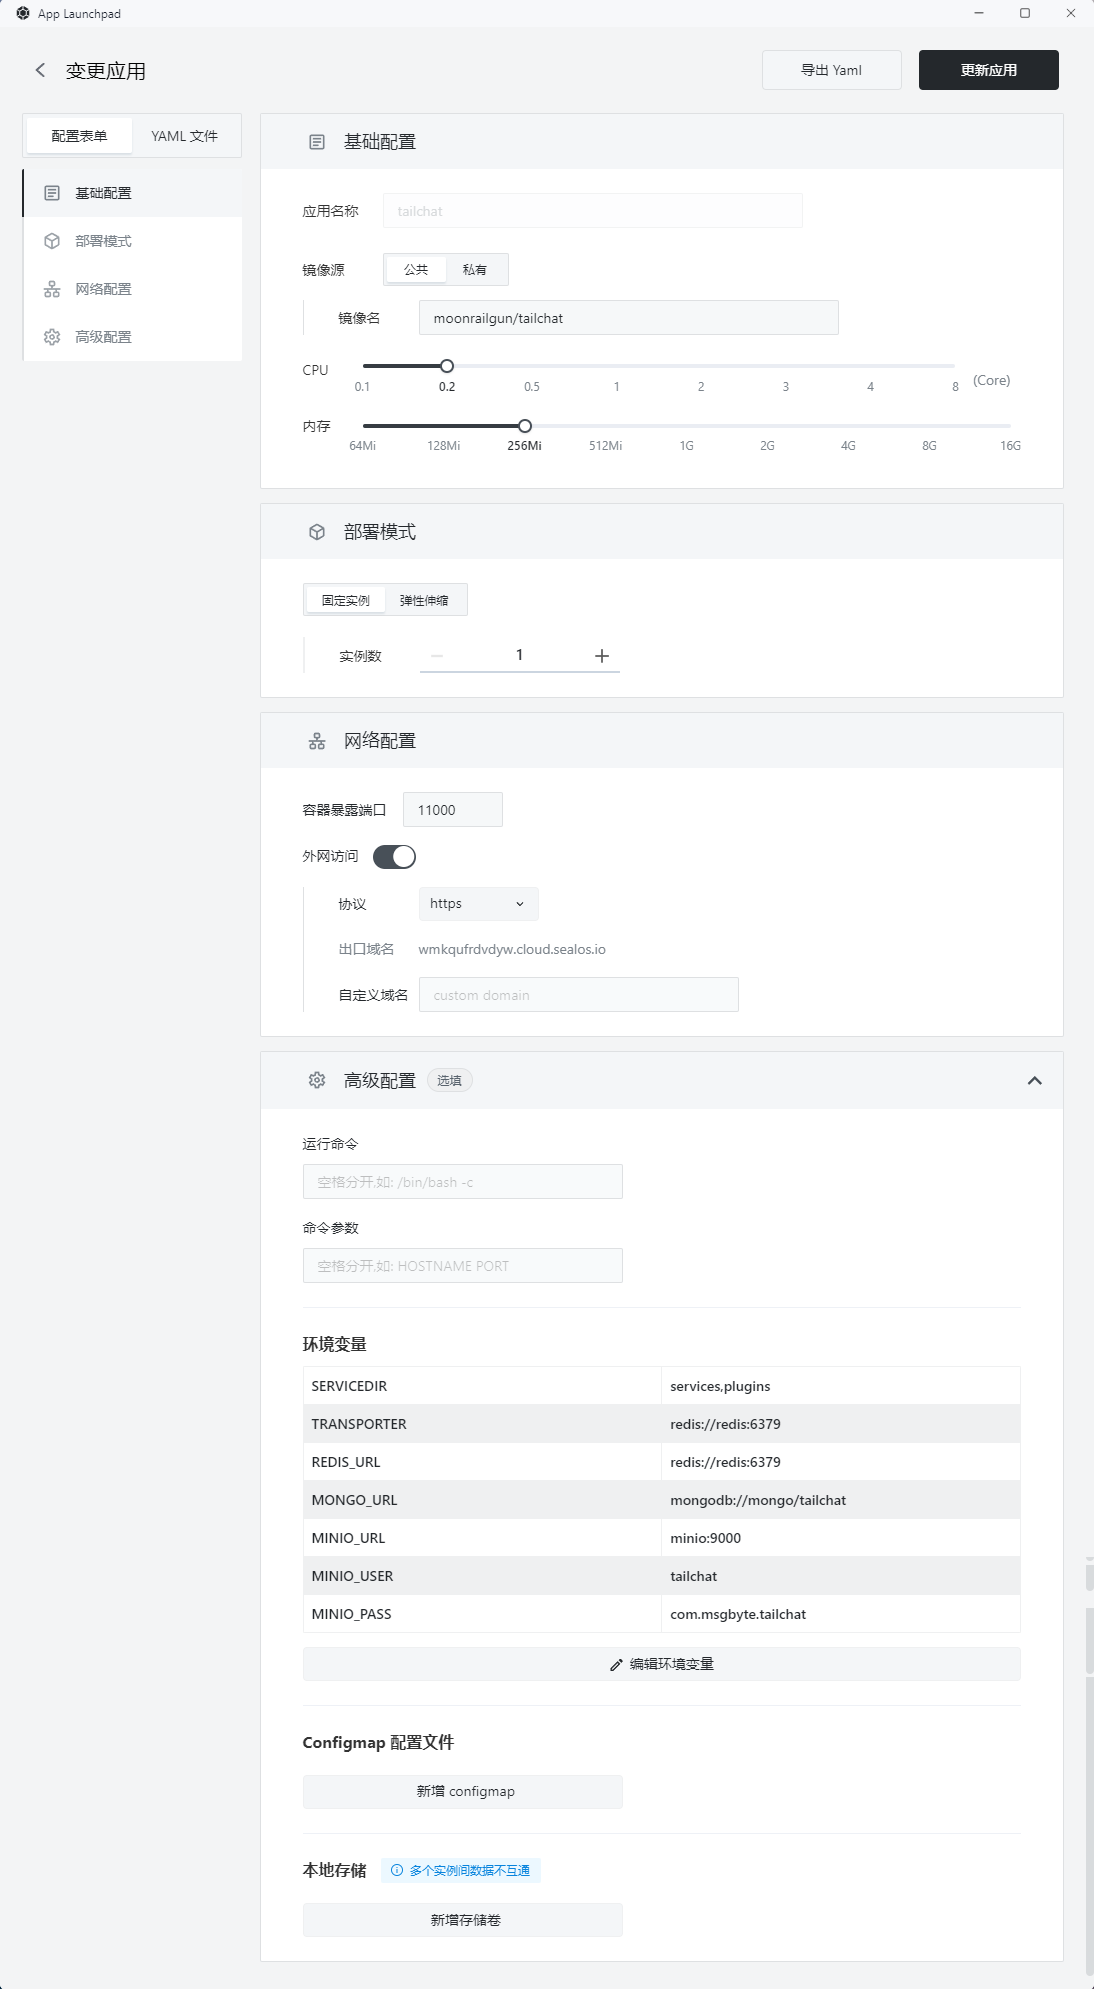 App Launchpad
变更应用
导出 Yaml
更新应用
配置表单
YAML 文件
基础配置
部署模式
网络配置
高级配置
基础配置
应用名称
tailchat
镜像源
公共
私有
镜像名
moonrailgun/tailchat
CPU
0.1 0.2 0.5 1 2 3 4 8
(Core)
内存
64Mi 128Mi 256Mi 512Mi 1G 2G 4G 8G 16G
部署模式
固定实例
弹性伸缩
实例数
1
网络配置
容器暴露端口
11000
外网访问
协议
https
出口域名
wmkqufrdvdyw.cloud.sealos.io
自定义域名
custom domain
高级配置
选填
运行命令
空格分开,如: /bin/bash -c
命令参数
空格分开,如: HOSTNAME PORT
环境变量
SERVICEDIR services,plugins
TRANSPORTER redis://redis:6379
REDIS_URL redis://redis:6379
MONGO_URL mongodb://mongo/tailchat
MINIO_URL minio:9000
MINIO_USER tailchat
MINIO_PASS com.msgbyte.tailchat
编辑环境变量
Configmap 配置文件
新增 configmap
本地存储
多个实例间数据不互通
新增存储卷